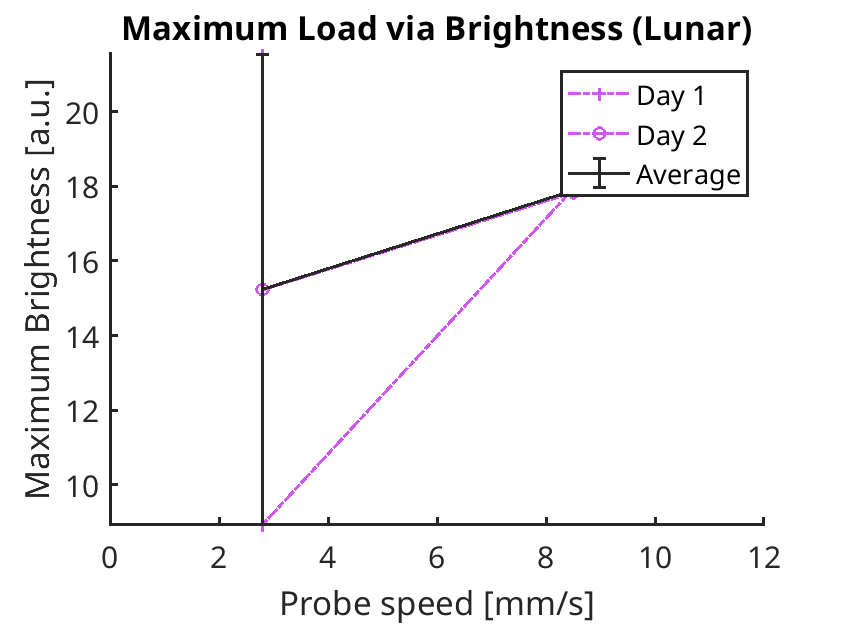 Maximum Load via Brightness (Lunar)
Maximum Brightness [a.u.]
20
18
16
14
12
10
0 2 4 6 8 10 12
Probe speed [mm/s]
Day 1
Day 2
Average